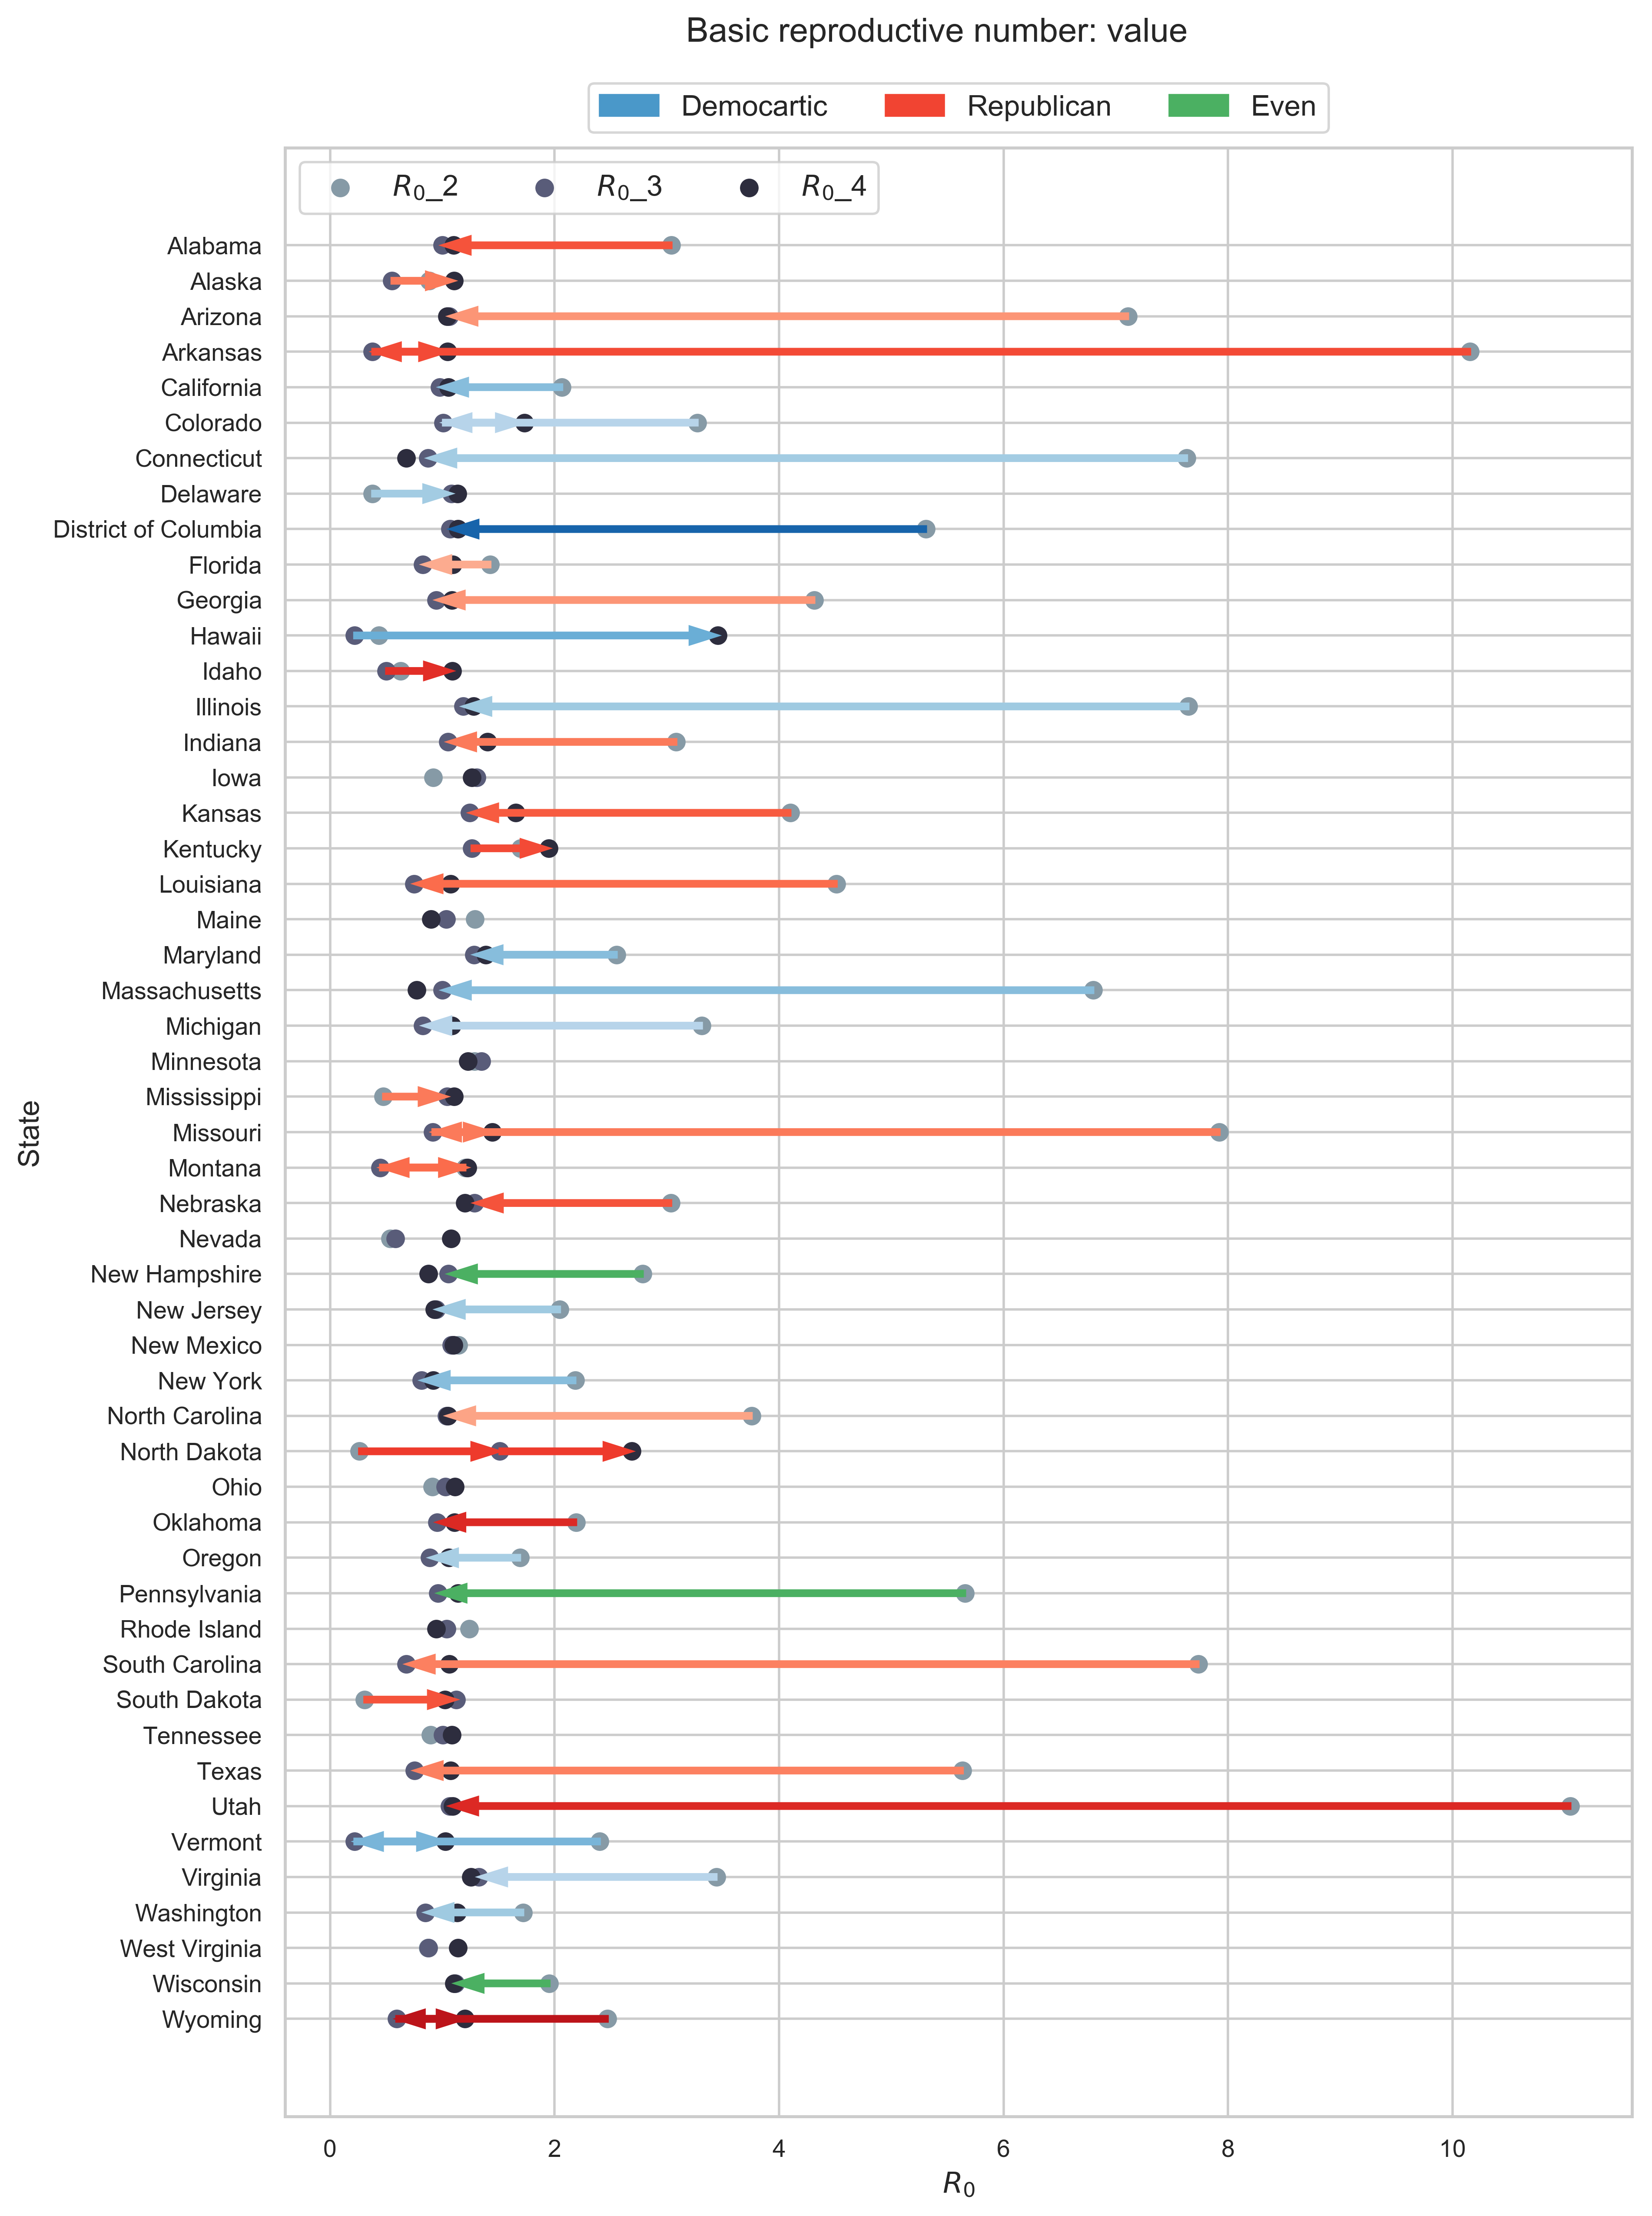 Basic reproductive number: value
Democartic Republican Even
R0_2 R0_3 R0_4
Alabama
Alaska
Arizona
Arkansas
California
Colorado
Connecticut
Delaware
District of Columbia
Florida
Georgia
Hawaii
Idaho
Illinois
Indiana
Iowa
Kansas
Kentucky
Louisiana
Maine
Maryland
Massachusetts
Michigan
Minnesota
Mississippi
Missouri
Montana
Nebraska
Nevada
New Hampshire
New Jersey
New Mexico
New York
North Carolina
North Dakota
Ohio
Oklahoma
Oregon
Pennsylvania
Rhode Island
South Carolina
South Dakota
Tennessee
Texas
Utah
Vermont
Virginia
Washington
West Virginia
Wisconsin
Wyoming
State
0 2 4 6 8 10
R0